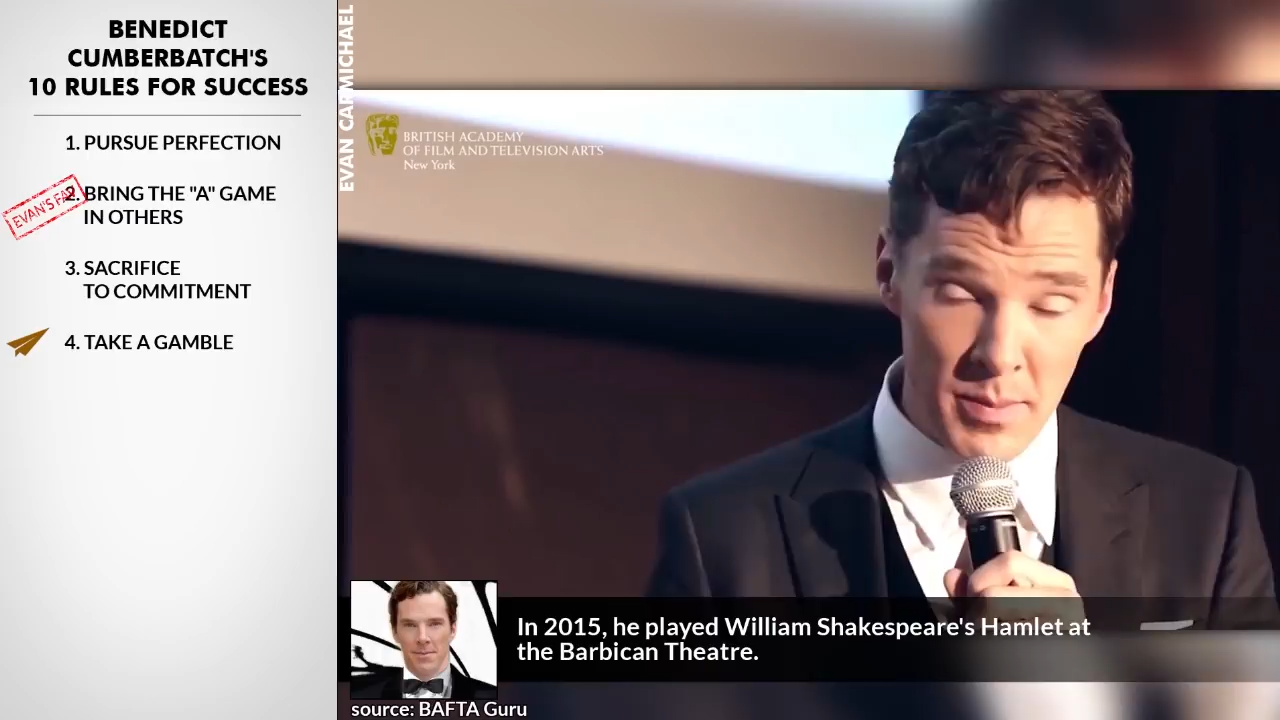 BENEDICT
CUMBERBATCH'S
10 RULES FOR SUCCESS
1. PURSUE PERFECTION
2. BRING THE "A" GAME
IN OTHERS
EVAN'S FAV
3. SACRIFICE
TO COMMITMENT
4. TAKE A GAMBLE
EVAN CARMICHAEL
BRITISH ACADEMY
OF FILM AND TELEVISION ARTS
New York
In 2015, he played William Shakespeare's Hamlet at
the Barbican Theatre.
source: BAFTA Guru